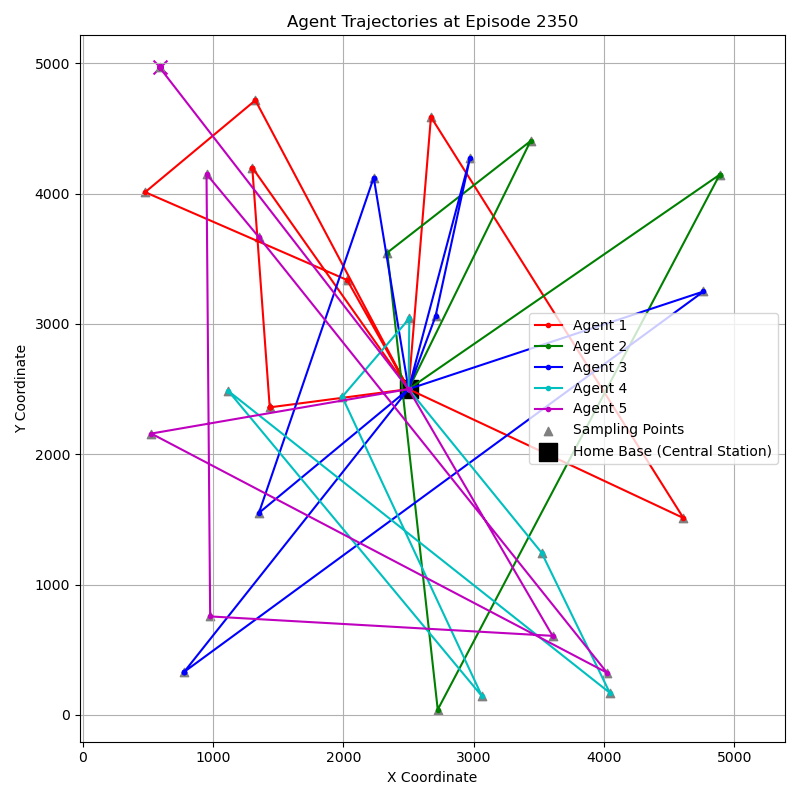 Agent Trajectories at Episode 2350
5000
4000
3000
2000
1000
0
Y Coordinate
Agent 1
Agent 2
Agent 3
Agent 4
Agent 5
Sampling Points
Home Base (Central Station)
0 1000 2000 3000 4000 5000
X Coordinate